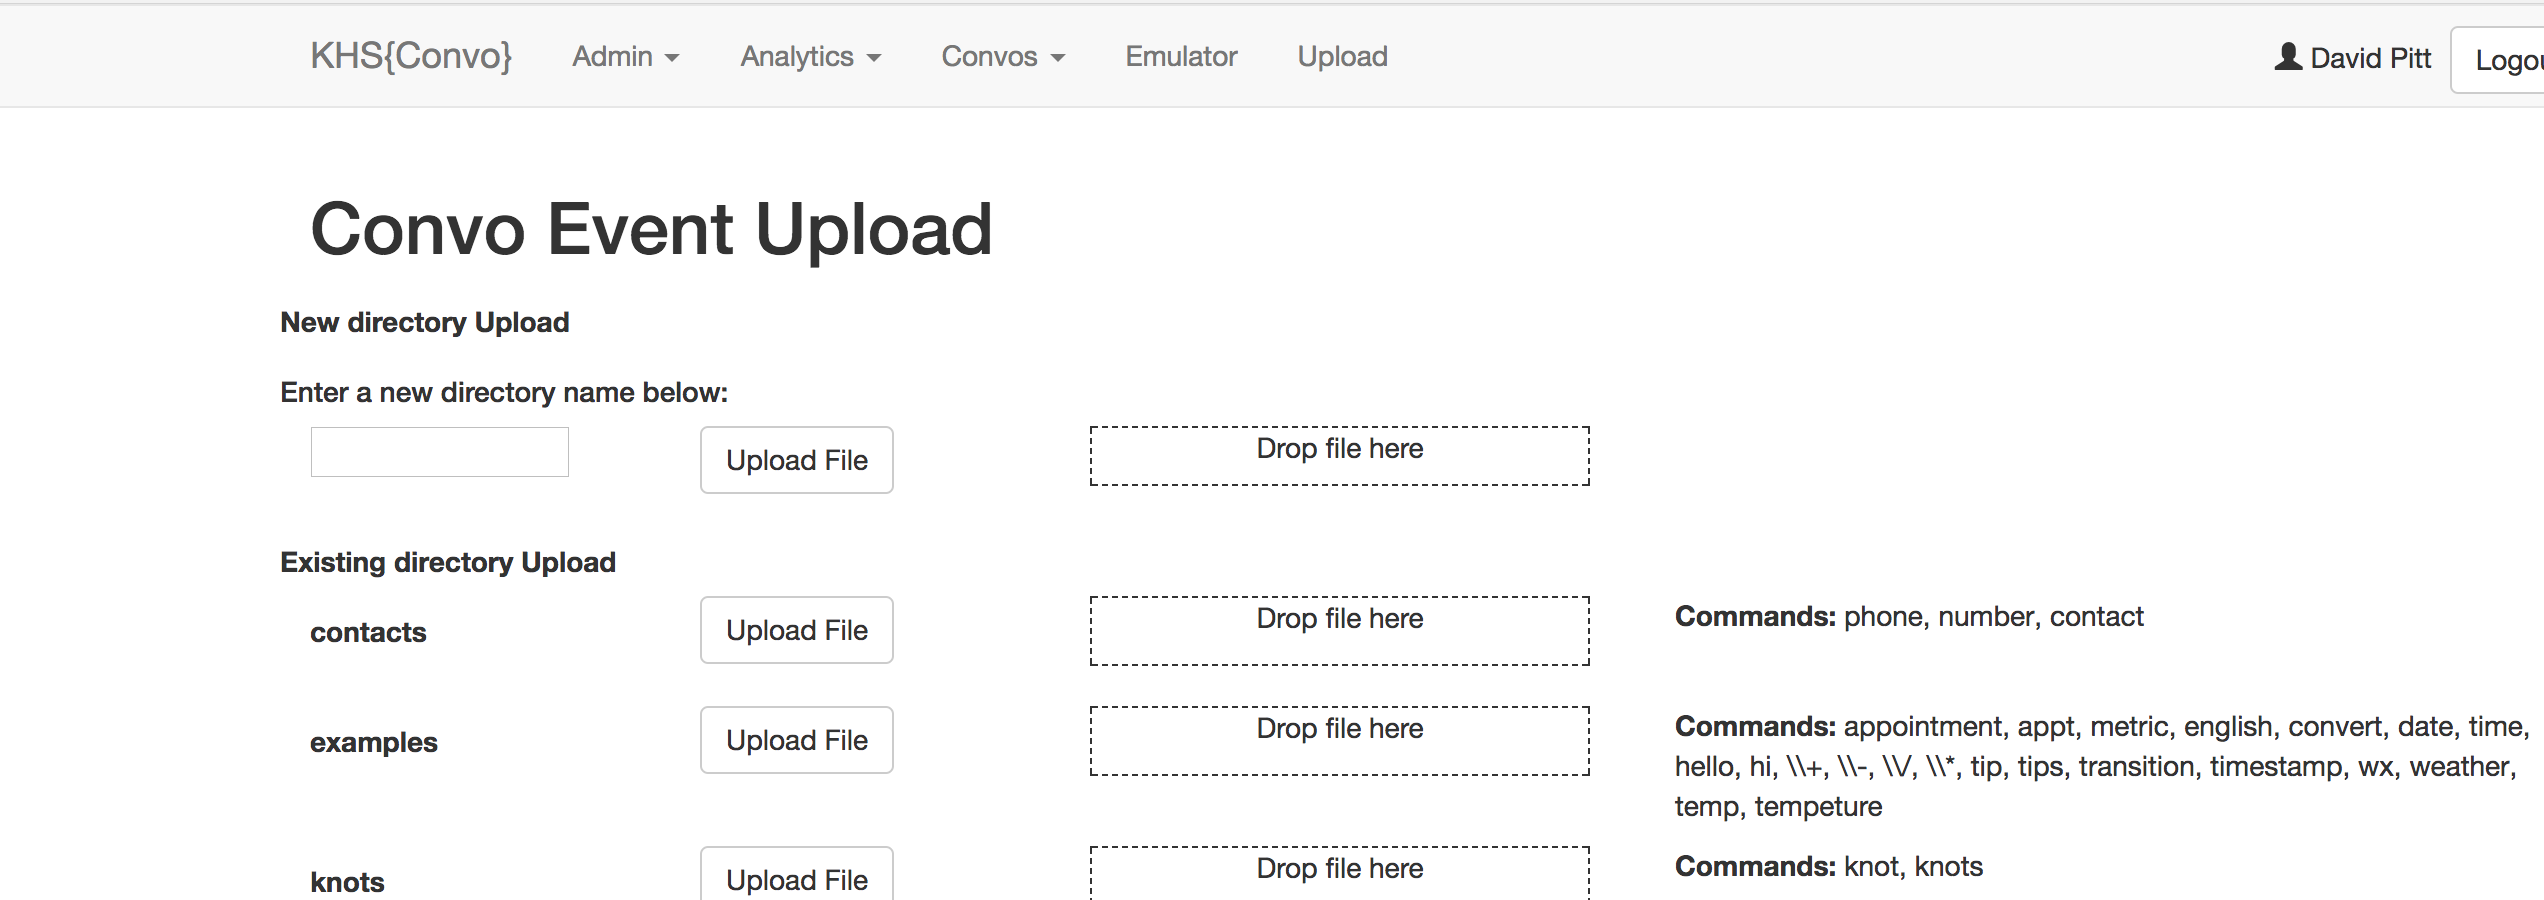 KHS{Convo} Admin Analytics Convos Emulator Upload David Pitt
Convo Event Upload
New directory Upload
Enter a new directory name below:
Upload File Drop file here
Existing directory Upload
contacts Upload File Drop file here Commands: phone, number, contact
examples Upload File Drop file here Commands: appointment, appt, metric, english, convert, date, time,
hello, hi, \\+, \\-, \\/, \\*, tip, tips, transition, timestamp, wx, weather,
temp, tempeture
knots Upload File Drop file here Commands: knot, knots